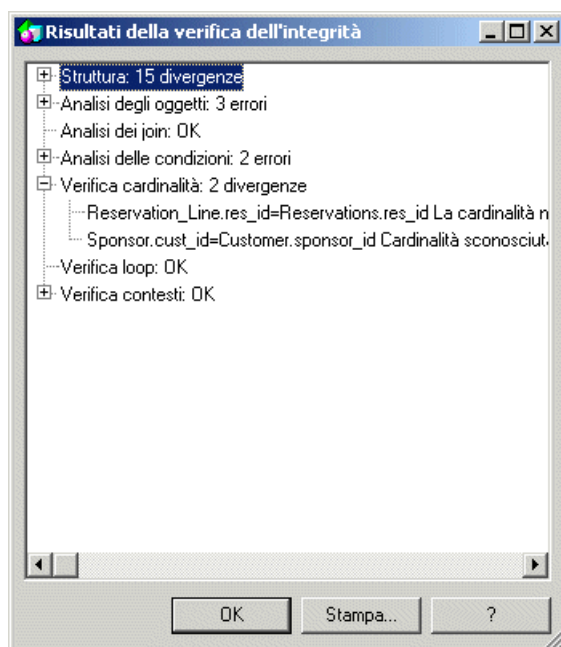 Risultati della verifica dell'integrità
Struttura: 15 divergenze
Analisi degli oggetti: 3 errori
Analisi dei join: OK
Analisi delle condizioni: 2 errori
Verifica cardinalità: 2 divergenze
Reservation_Line.res_id=Reservations.res_id La cardinalità n
Sponsor.cust_id=Customer.sponsor_id Cardinalità sconosciut
Verifica loop: OK
Verifica contesti: OK
OK
Stampa...
?